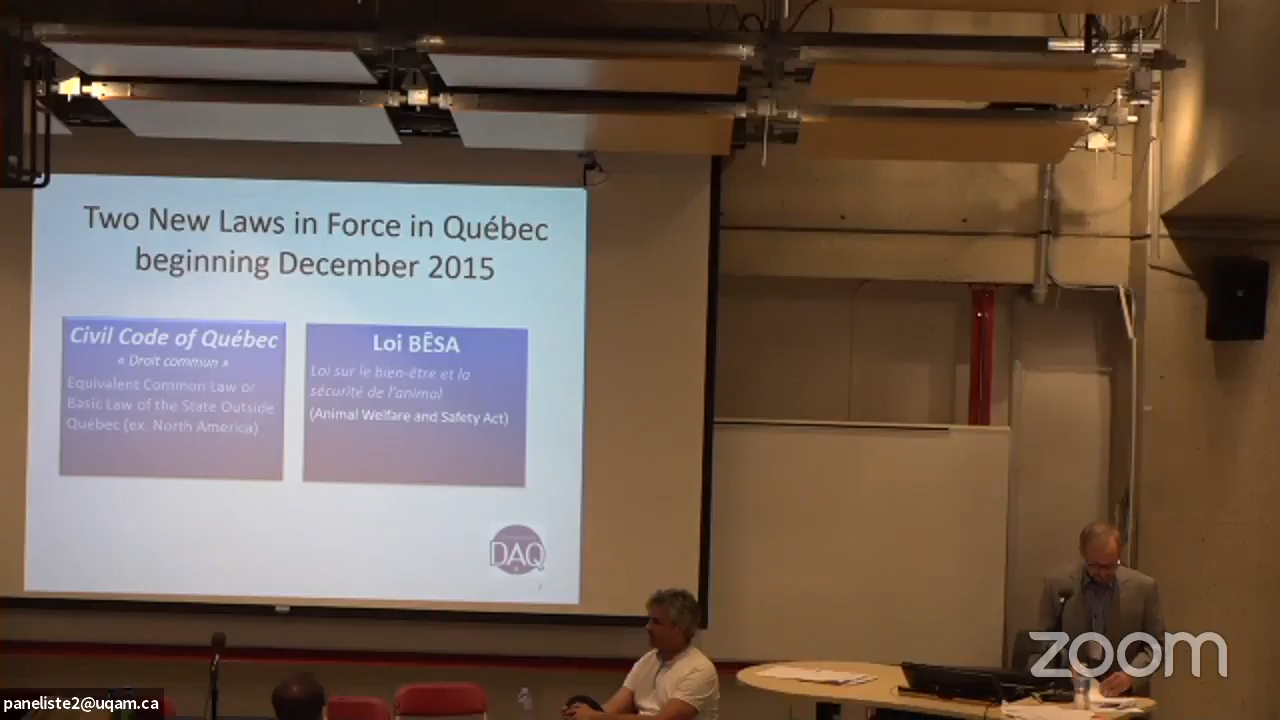 Two New Laws in Force in Québec
beginning December 2015
Civil Code of Québec
« Droit commun »
Equivalent Common Law or
Basic Law of the State Outside
Québec (ex. North America)
Loi BÊSA
Loi sur le bien-être et la
sécurité de l'animal
(Animal Welfare and Safety Act)
DAQ
7
zoom
paneliste2@uqam.ca